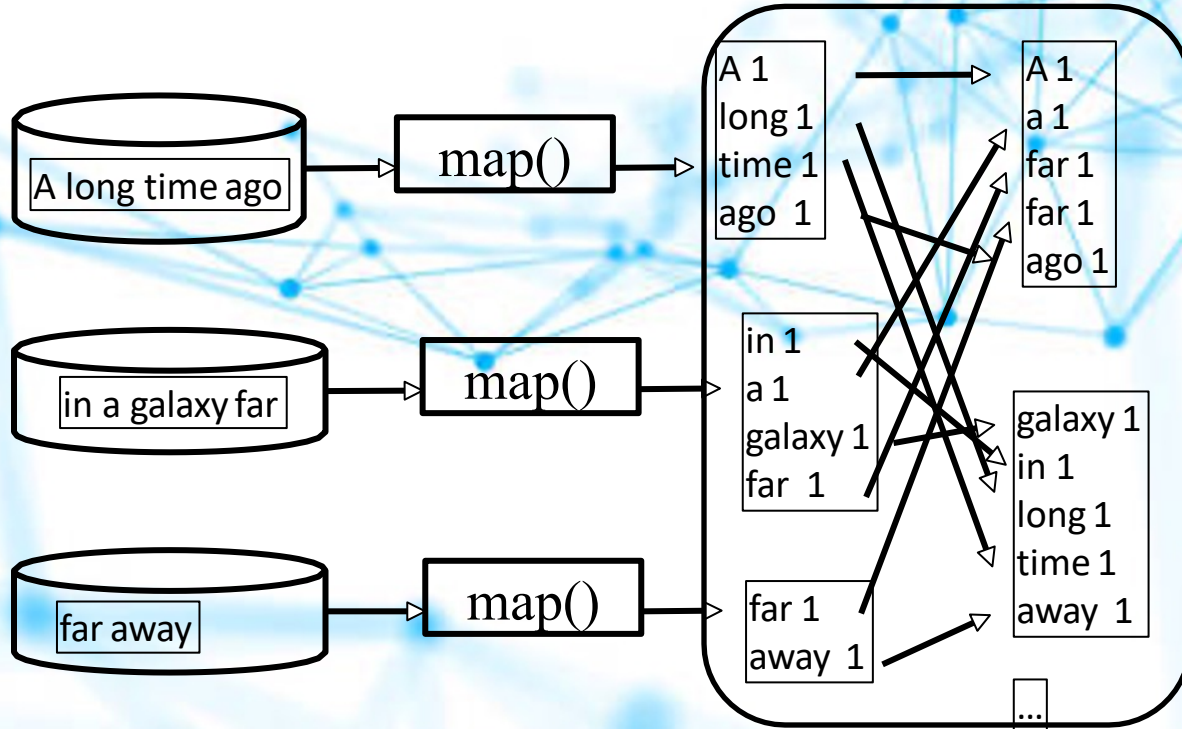 A long time ago
map()
A 1
long 1
time 1
ago 1
in a galaxy far
map()
in 1
a 1
galaxy 1
far 1
far away
map()
far 1
away 1
A 1
a 1
far 1
far 1
ago 1
galaxy 1
in 1
long 1
time 1
away 1
...